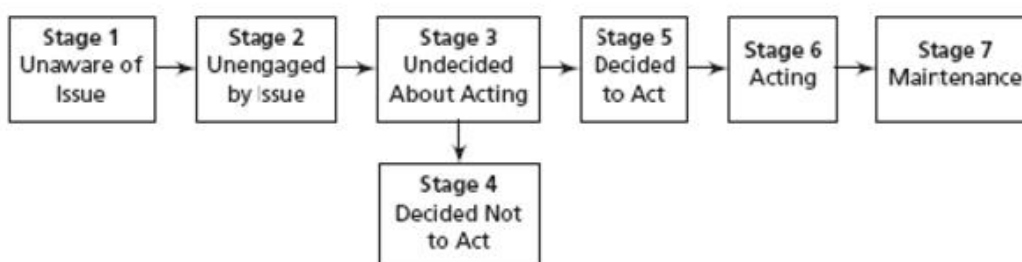 Stage 1
Unaware of
Issue
Stage 2
Unengaged
by Issue
Stage 3
Undecided
About Acting
Stage 5
Decided
to Act
Stage 6
Acting
Stage 7
Mairtenance
Stage 4
Decided Not
to Act